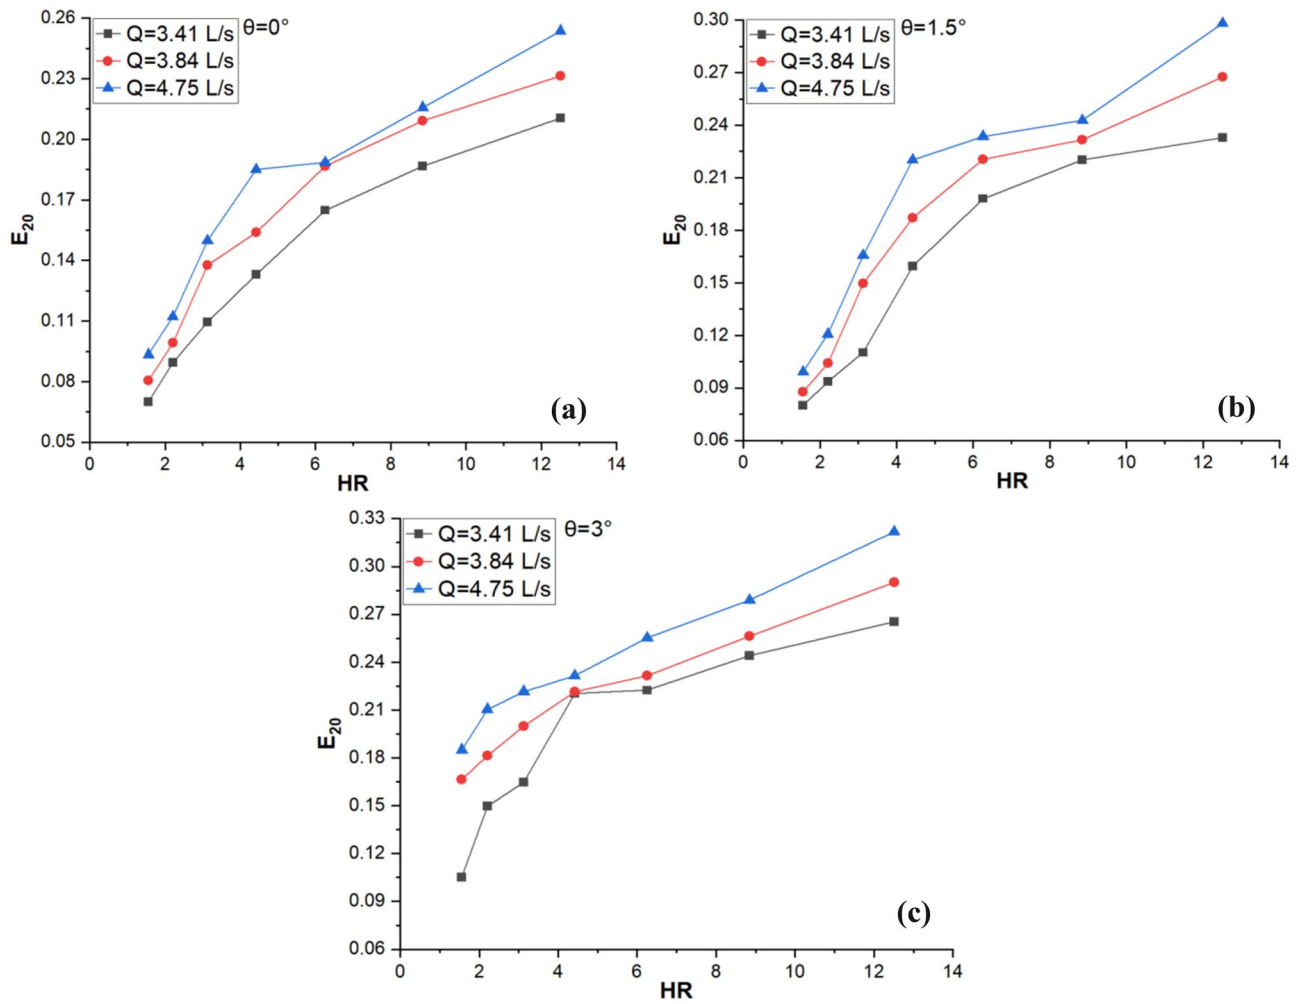 0.26
0.23
0.20
0.17
0.14
0.11
0.08
0.05
E20
Q=3.41 L/s
Q=3.84 L/s
Q=4.75 L/s
θ=0°
(a)
0 2 4 6 8 10 12 14
HR
0.30
0.27
0.24
0.21
0.18
0.15
0.12
0.09
0.06
E20
Q=3.41 L/s
Q=3.84 L/s
Q=4.75 L/s
θ=1.5°
(b)
0 2 4 6 8 10 12 14
HR
0.33
0.30
0.27
0.24
0.21
0.18
0.15
0.12
0.09
0.06
E20
Q=3.41 L/s
Q=3.84 L/s
Q=4.75 L/s
θ=3°
(c)
0 2 4 6 8 10 12 14
HR